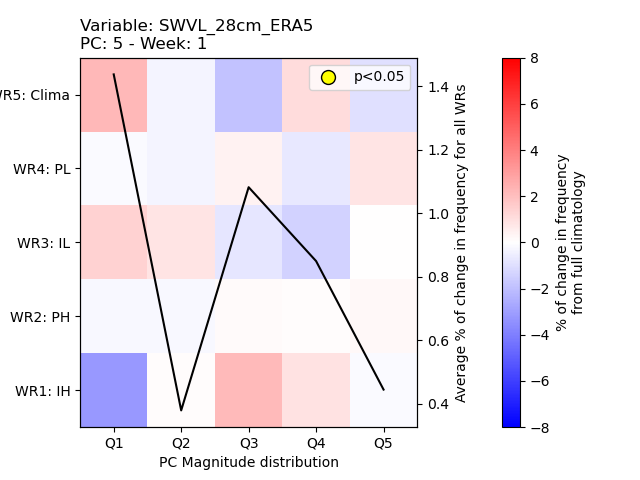 Variable: SWVL_28cm_ERA5
PC: 5 - Week: 1
p<0.05
WR5: Clima
WR4: PL
WR3: IL
WR2: PH
WR1: IH
Q1 Q2 Q3 Q4 Q5
PC Magnitude distribution
1.4
1.2
1.0
0.8
0.6
0.4
Average % of change in frequency for all WRs
8
6
4
2
0
−2
−4
−6
−8
% of change in frequency
from full climatology